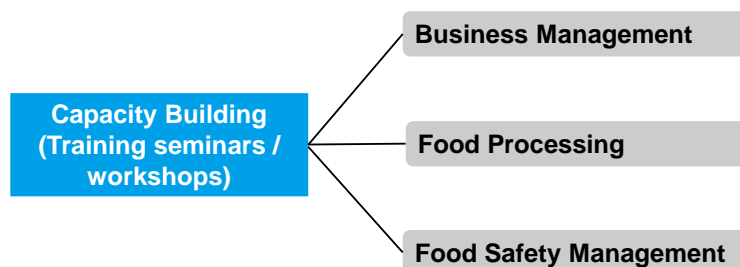 Business Management
Capacity Building
(Training seminars /
workshops)
Food Processing
Food Safety Management